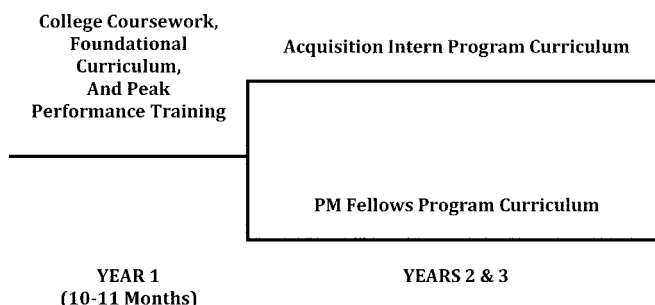 College Coursework,
Foundational
Curriculum,
And Peak
Performance Training
Acquisition Intern Program Curriculum
PM Fellows Program Curriculum
YEAR 1
(10-11 Months)
YEARS 2 & 3